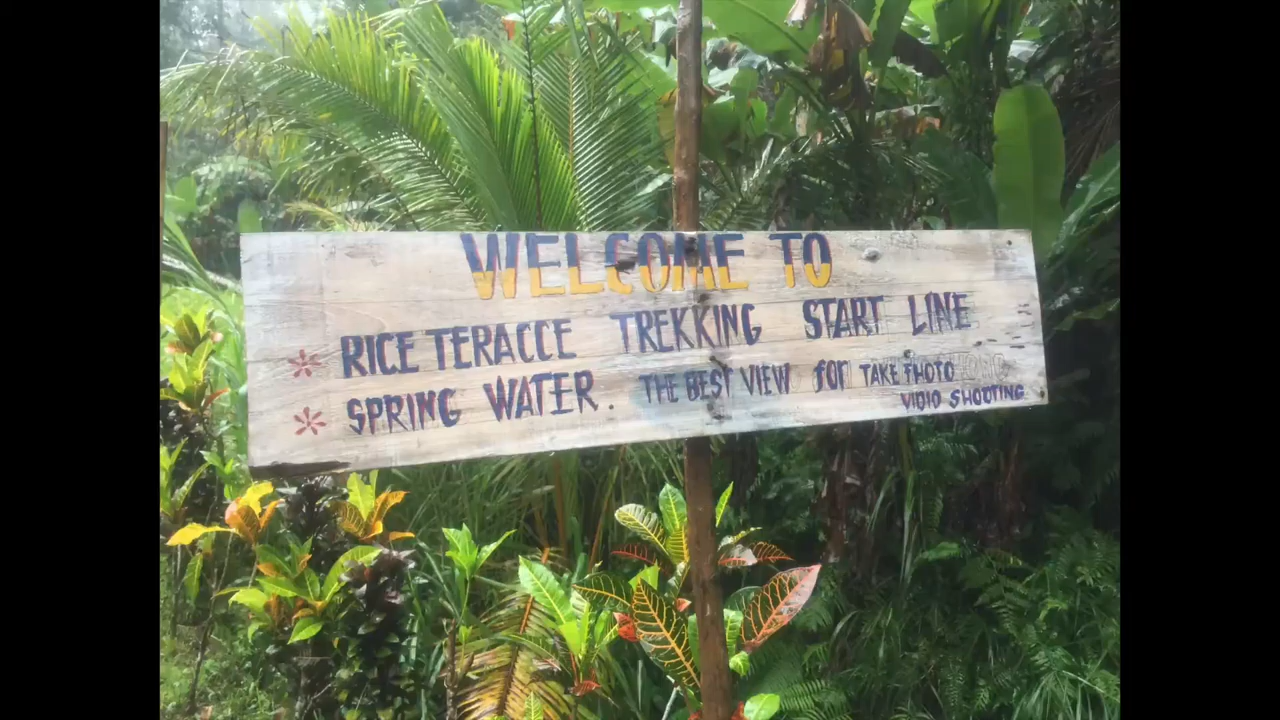 WELCOME TO
* RICE TERACCE TREKKING START LINE
* SPRING WATER. THE BEST VIEW for TAKE PHOTO
VIDIO SHOOTING